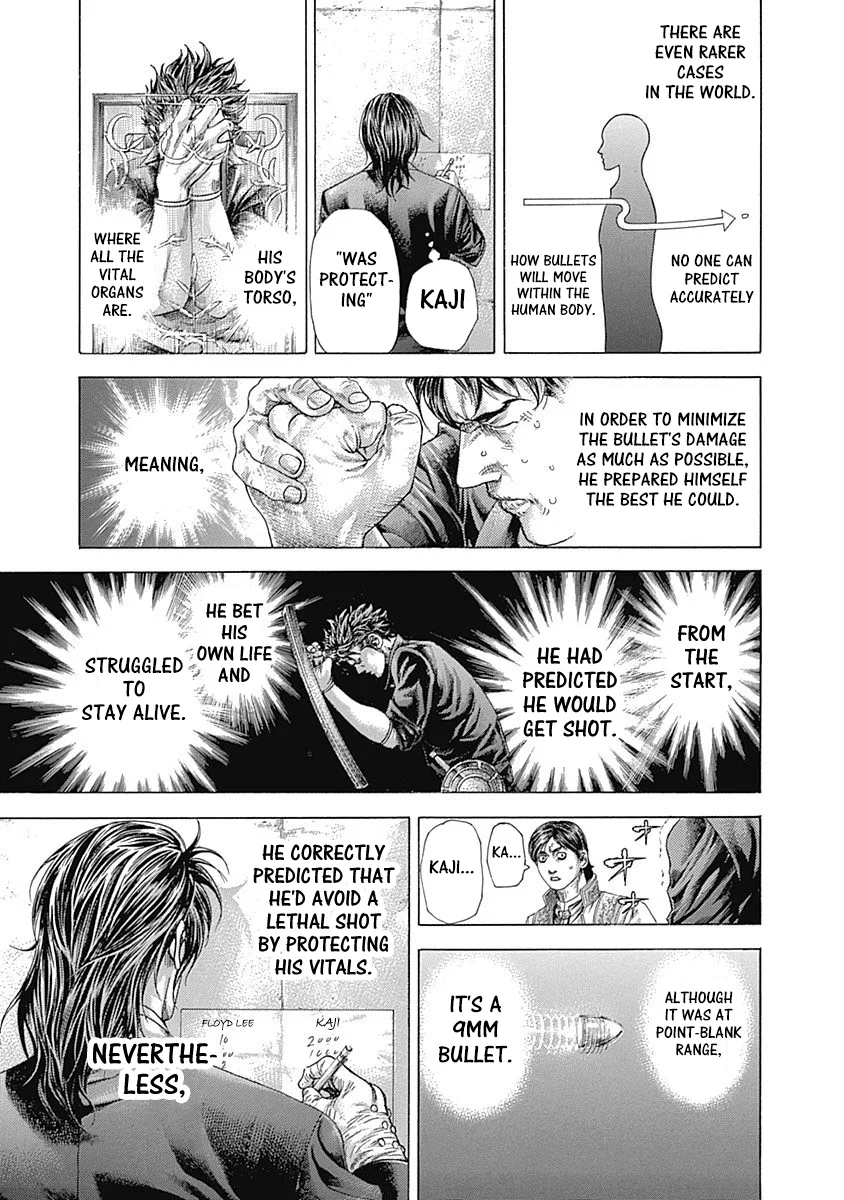 THERE ARE
EVEN RARER
CASES
IN THE WORLD.
NO ONE CAN
PREDICT
ACCURATELY
HOW BULLETS
WILL MOVE
WITHIN THE
HUMAN BODY.
KAJI
"WAS
PROTECT-
ING"
HIS
BODY'S
TORSO,
WHERE
ALL THE
VITAL
ORGANS
ARE.
IN ORDER TO MINIMIZE
THE BULLET'S DAMAGE
AS MUCH AS POSSIBLE,
HE PREPARED HIMSELF
THE BEST HE COULD.
MEANING,
FROM
THE
START,
HE HAD
PREDICTED
HE WOULD
GET SHOT.
HE BET
HIS
OWN LIFE
AND
STRUGGLED
TO
STAY ALIVE.
オ
オ
KA...
KAJI...
ALTHOUGH
IT WAS AT
POINT-BLANK
RANGE,
IT'S A
9MM
BULLET.
HE CORRECTLY
PREDICTED THAT
HE'D AVOID A
LETHAL SHOT
BY PROTECTING
HIS VITALS.
FLOYD LEE
KAJI
10
2000
2
NEVERTHE-
LESS,